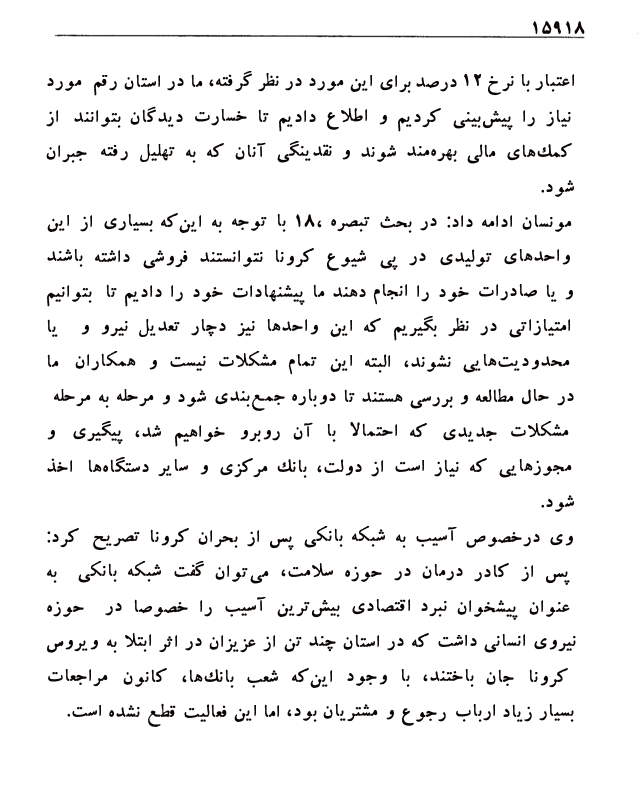 ۱۵۹۱۸
اعتبار با نرخ ۱۲ درصد برای این مورد در نظر گرفته، ما در استان رقم مورد
نیاز را پیش‌بینی کردیم و اطلاع دادیم تا خسارت دیدگان بتوانند از
کمك‌های مالی بهره‌مند شوند و نقدینگی آنان که به تهلیل رفته جبران
شود.
مونسان ادامه داد: در بحث تبصره ،۱۸ با توجه به این‌که بسیاری از این
واحدهای تولیدی در پی شیوع کرونا نتوانستند فروشی داشته باشند
و یا صادرات خود را انجام دهند ما پیشنهادات خود را دادیم تا بتوانیم
امتیازاتی در نظر بگیریم که این واحدها نیز دچار تعدیل نیرو و یا
محدودیت‌هایی نشوند، البته این تمام مشکلات نیست و همکاران ما
در حال مطالعه و بررسی هستند تا دوباره جمع‌بندی شود و مرحله به مرحله
مشکلات جدیدی که احتمالا با آن روبرو خواهیم شد، پیگیری و
مجوزهایی که نیاز است از دولت، بانك مرکزی و سایر دستگاه‌ها اخذ
شود.
وی درخصوص آسیب به شبکه بانکی پس از بحران کرونا تصریح کرد:
پس از کادر درمان در حوزه سلامت، می‌توان گفت شبکه بانکی به
عنوان پیشخوان نبرد اقتصادی بیش‌ترین آسیب را خصوصا در حوزه
نیروی انسانی داشت که در استان چند تن از عزیزان در اثر ابتلا به ویروس
کرونا جان باختند، با وجود این‌که شعب بانك‌ها، کانون مراجعات
بسیار زیاد ارباب رجوع و مشتریان بود، اما این فعالیت قطع نشده است.